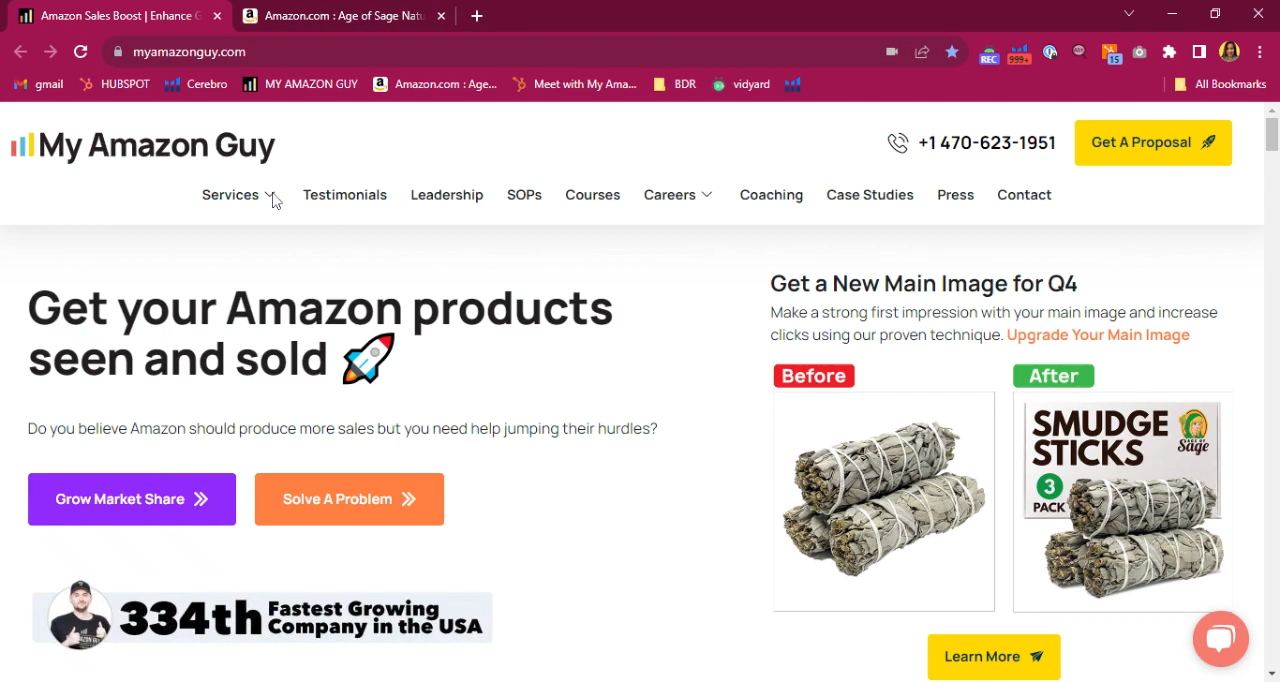 Amazon Sales Boost | Enhance
Amazon.com : Age of Sage Natu
myamazonguy.com
REC
999+
15
gmail
HUBSPOT
Cerebro
MY AMAZON GUY
Amazon.com : Age...
Meet with My Ama...
BDR
vidyard
All Bookmarks
My Amazon Guy
+1 470-623-1951
Get A Proposal
Services
Testimonials
Leadership
SOPs
Courses
Careers
Coaching
Case Studies
Press
Contact
Get your Amazon products
seen and sold
Do you believe Amazon should produce more sales but you need help jumping their hurdles?
Grow Market Share
Solve A Problem
334th
Fastest Growing
Company in the USA
Get a New Main Image for Q4
Make a strong first impression with your main image and increase
clicks using our proven technique. Upgrade Your Main Image
Before
After
SMUDGE
STICKS
Sage
3
PACK
Learn More